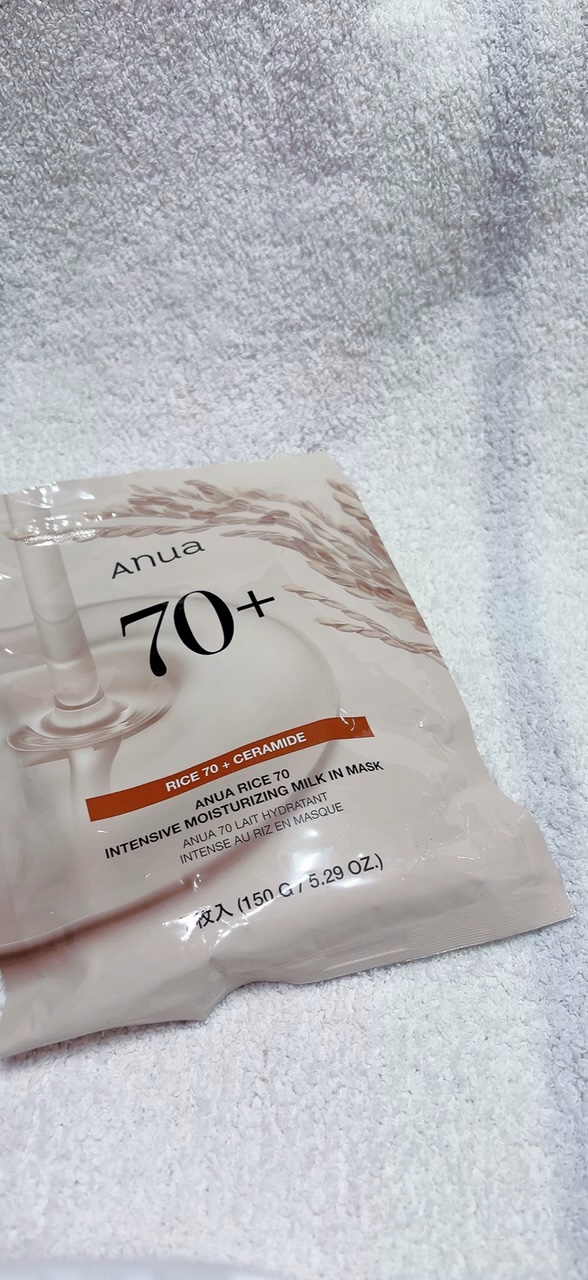 Anua
70+
RICE 70 + CERAMIDE
ANUA RICE 70
INTENSIVE MOISTURIZING MILK IN MASK
ANUA 70 LAIT HYDRATANT
INTENSE AU RIZ EN MASQUE
枚入 (150 G / 5.29 OZ.)